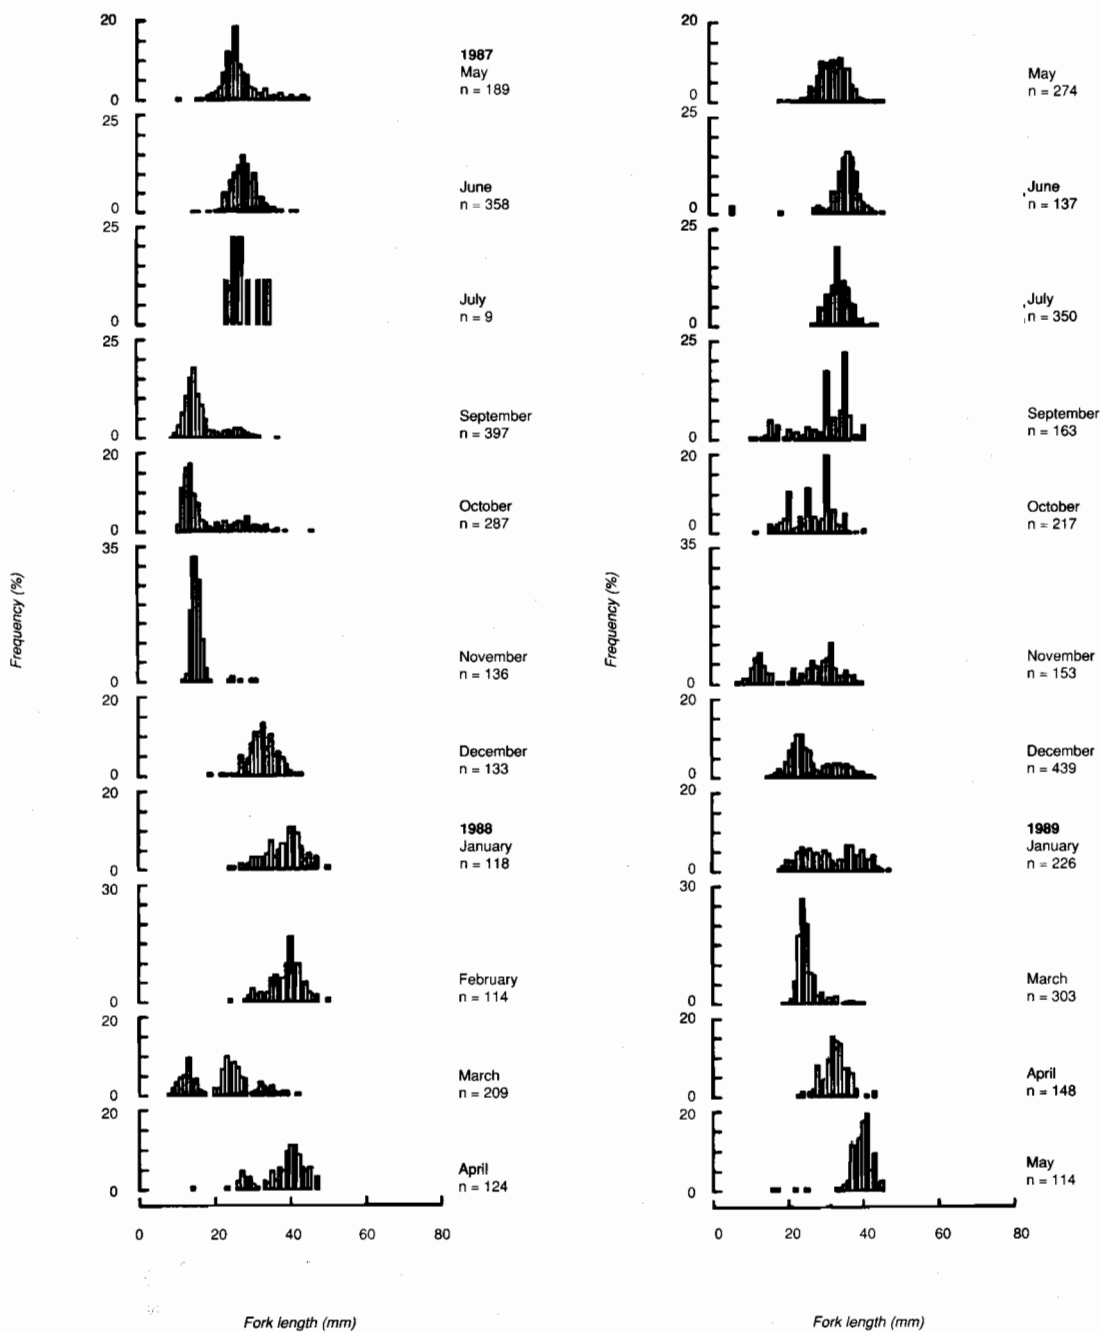 20
0
1987
May
n = 189
25
0
June
n = 358
25
0
July
n = 9
25
0
September
n = 397
20
0
October
n = 287
35
0
November
n = 136
20
0
December
n = 133
20
0
1988
January
n = 118
30
0
February
n = 114
20
0
March
n = 209
20
0
April
n = 124
0 20 40 60 80
Frequency (%)
Fork length (mm)
20
0
May
n = 274
25
0
June
n = 137
25
0
July
n = 350
25
0
September
n = 163
20
0
October
n = 217
35
0
November
n = 153
20
0
December
n = 439
20
0
1989
January
n = 226
30
0
March
n = 303
20
0
April
n = 148
20
0
May
n = 114
0 20 40 60 80
Frequency (%)
Fork length (mm)